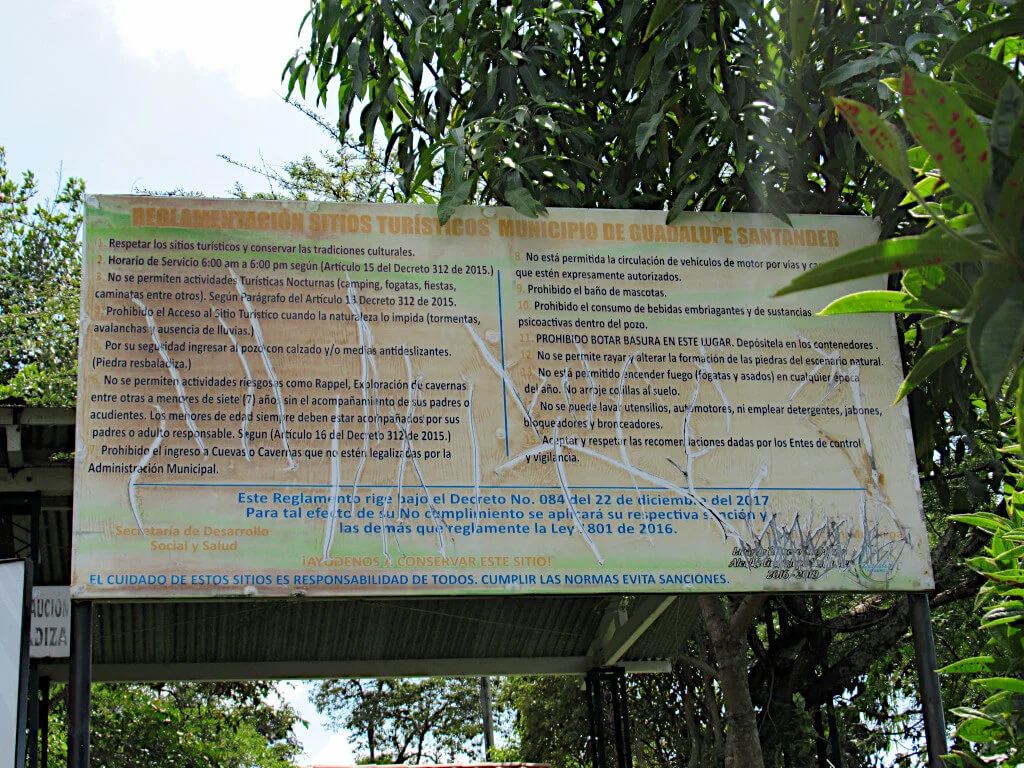 REGLAMENTACIÓN SITIOS TURÍSTICOS MUNICIPIO DE GUADALUPE SANTANDER
1. Respetar los sitios turísticos y conservar las tradiciones culturales.
2. Horario de Servicio 6:00 am a 6:00 pm según (Artículo 15 del Decreto 312 de 2015.)
3. No se permiten actividades Turísticas Nocturnas (camping, fogatas, fiestas,
caminatas entre otros). Según Parágrafo del Artículo 13 Decreto 312 de 2015.
Prohibido el Acceso al Sitio Turístico cuando la naturaleza lo impida (tormentas,
avalanchas y ausencia de lluvias.)
Por su seguridad ingresar al pozo con calzado y/o medias antideslizantes.
(Piedra resbaladiza.)
No se permiten actividades riesgosas como Rappel, Exploración de cavernas
entre otras a menores de siete (7) años sin el acompañamiento de sus padres o
acudientes. Los menores de edad siempre deben estar acompañados por sus
padres o adulto responsable. Segun (Artículo 16 del Decreto 312 de 2015.)
7. Prohibido el ingreso a Cuevas o Cavernas que no estén legalizadas por la
Administración Municipal.
8. No está permitida la circulación de vehículos de motor por vías y
que estén expresamente autorizados.
9. Prohibido el baño de mascotas.
10. Prohibido el consumo de bebidas embriagantes y de sustancias
psicoactivas dentro del pozo.
11. PROHIBIDO BOTAR BASURA EN ESTE LUGAR. Depósitela en los contenedores .
12. No se permite rayar y alterar la formación de las piedras del escenario natural.
No está permitido encender fuego (fogatas y asados) en cualquier época
del año. No arroje colillas al suelo.
No se puede lavar utensilios, automotores, ni emplear detergentes, jabones,
bloqueadores y bronceadores.
Aceptar y respetar las recomendaciones dadas por los Entes de control
y vigilancia.
Este Reglamento rige bajo el Decreto No. 084 del 22 de diciembre del 2017
Para tal efecto de su No cumplimiento se aplicará su respectiva sanción y
las demás que reglamente la Ley 1801 de 2016.
Secretaría de Desarrollo
Social y Salud
¡AYÚDENOS A CONSERVAR ESTE SITIO!
2016 - 2019
EL CUIDADO DE ESTOS SITIOS ES RESPONSABILIDAD DE TODOS. CUMPLIR LAS NORMAS EVITA SANCIONES.
AUCIÓN
DIZA